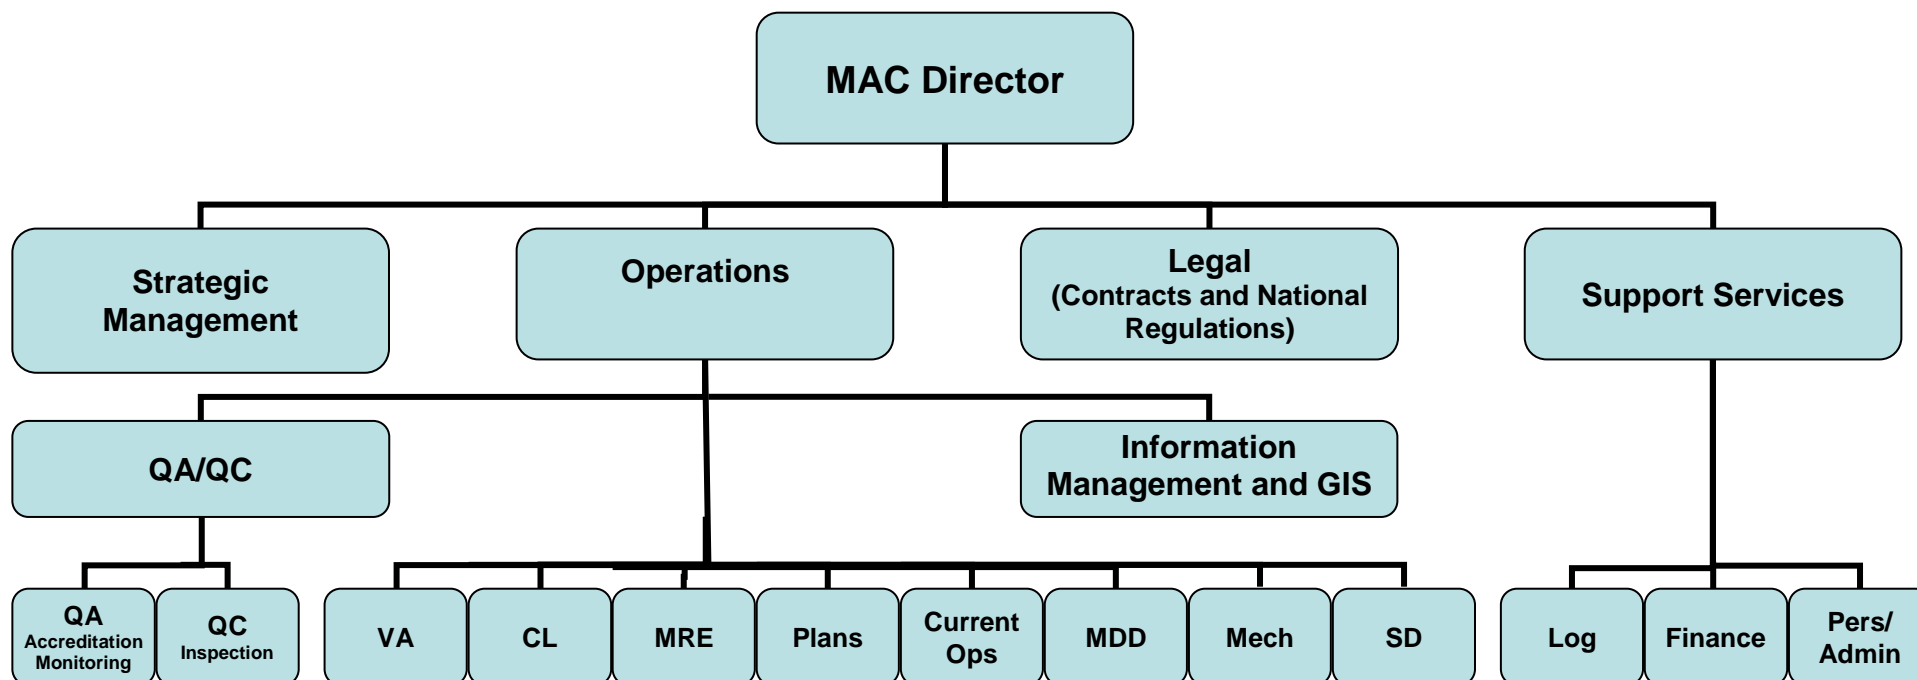 MAC Director
Strategic
Management
Operations
Legal
(Contracts and National
Regulations)
Support Services
QA/QC
Information
Management and GIS
QA
Accreditation
Monitoring
QC
Inspection
VA
CL
MRE
Plans
Current
Ops
MDD
Mech
SD
Log
Finance
Pers/
Admin